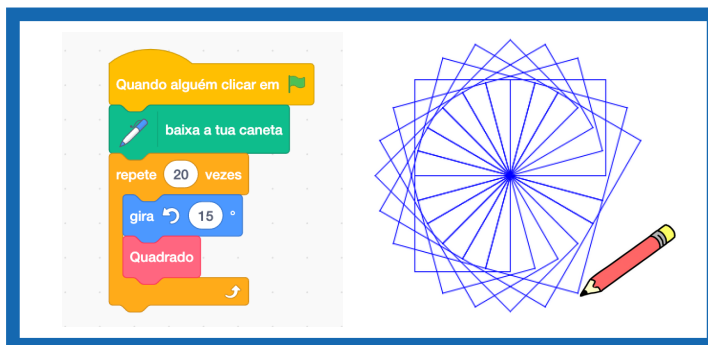 Quando alguém clicar em
baixa a tua caneta
repete 20 vezes
gira 15 °
Quadrado